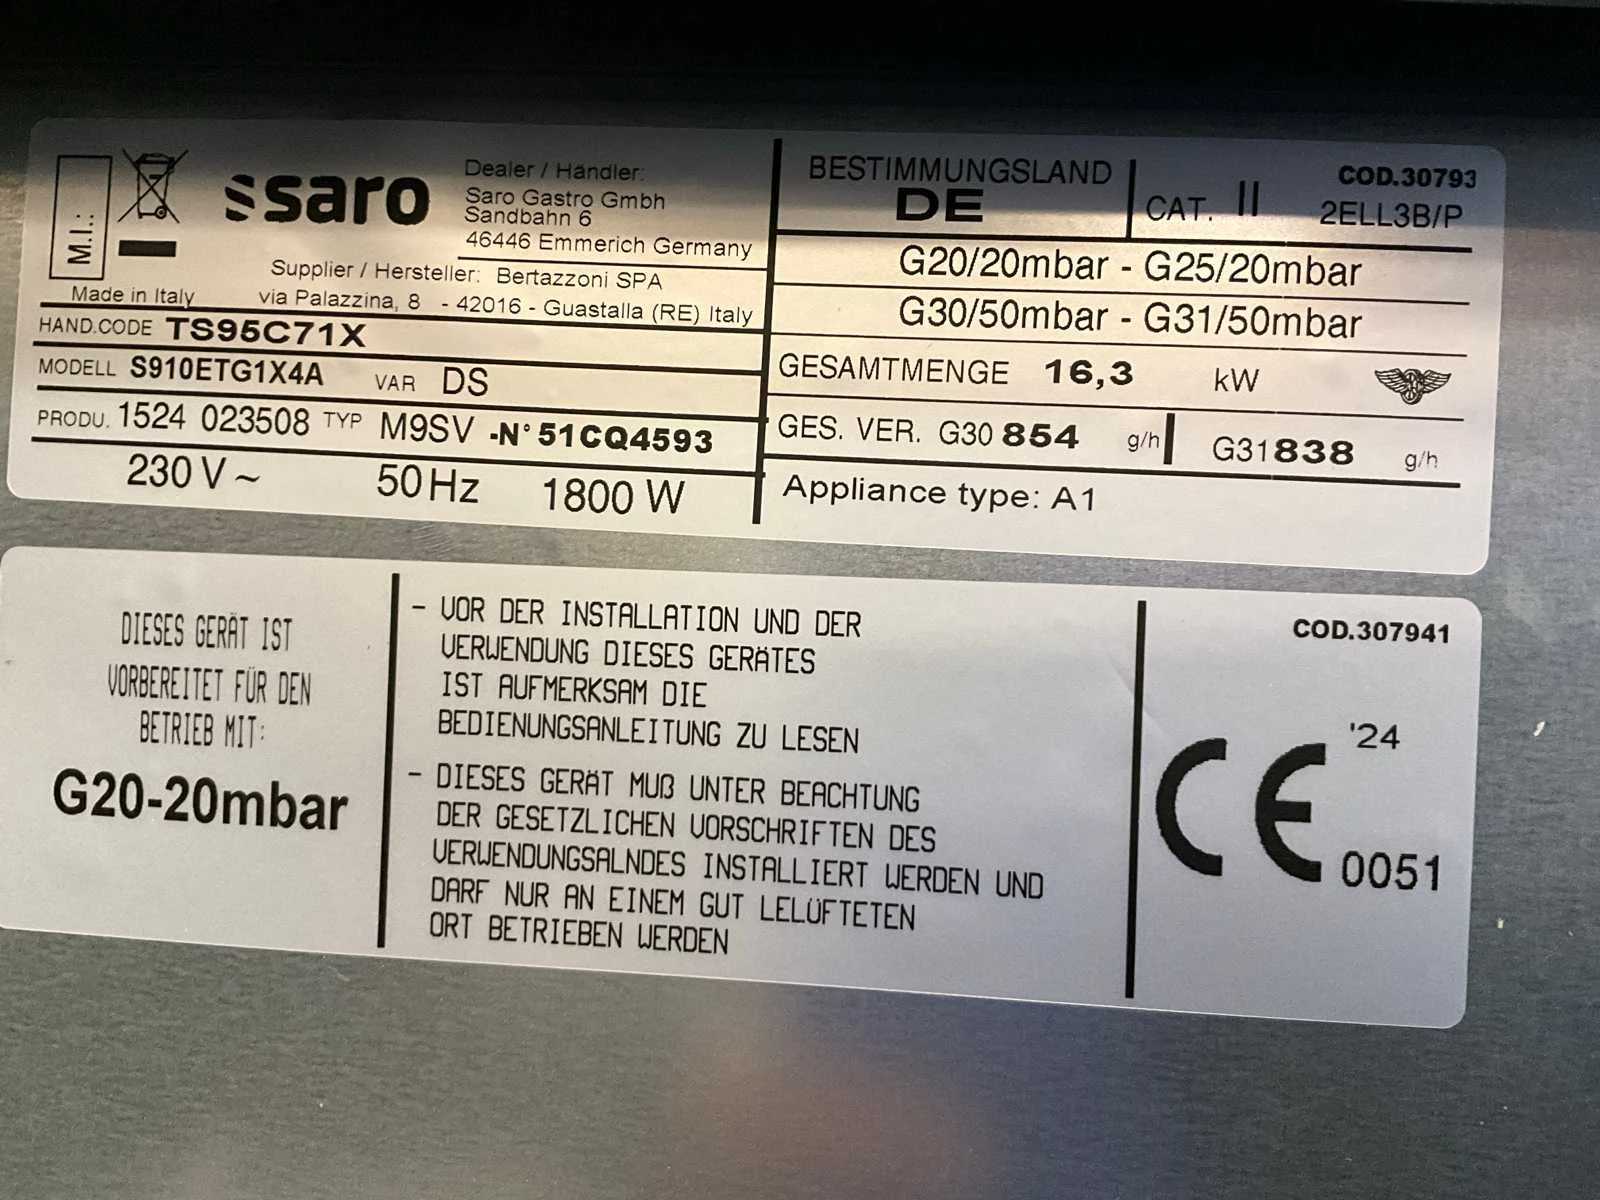 M.I.:
saro
Dealer / Händler:
Saro Gastro Gmbh
Sandbahn 6
46446 Emmerich Germany
Supplier / Hersteller: Bertazzoni SPA
Made in Italy via Palazzina, 8 - 42016 - Guastalla (RE) Italy
HAND.CODE TS95C71X
MODELL S910ETG1X4A VAR DS
PRODU. 1524 023508 TYP M9SV -N° 51CQ4593
230 V ~ 50 Hz 1800 W
BESTIMMUNGSLAND
DE
CAT. II
COD.30793
2ELL3B/P
G20/20mbar - G25/20mbar
G30/50mbar - G31/50mbar
GESAMTMENGE 16,3 kW
GES. VER. G30 854 g/h G31 838 g/h
Appliance type: A1
DIESES GERÄT IST
VORBEREITET FÜR DEN
BETRIEB MIT:
G20-20mbar
- VOR DER INSTALLATION UND DER
VERWENDUNG DIESES GERÄTES
IST AUFMERKSAM DIE
BEDIENUNGSANLEITUNG ZU LESEN
- DIESES GERÄT MUß UNTER BEACHTUNG
DER GESETZLICHEN VORSCHRIFTEN DES
VERWENDUNGSALNDES INSTALLIERT WERDEN UND
DARF NUR AN EINEM GUT LELÜFTETEN
ORT BETRIEBEN WERDEN
COD.307941
'24
CE 0051